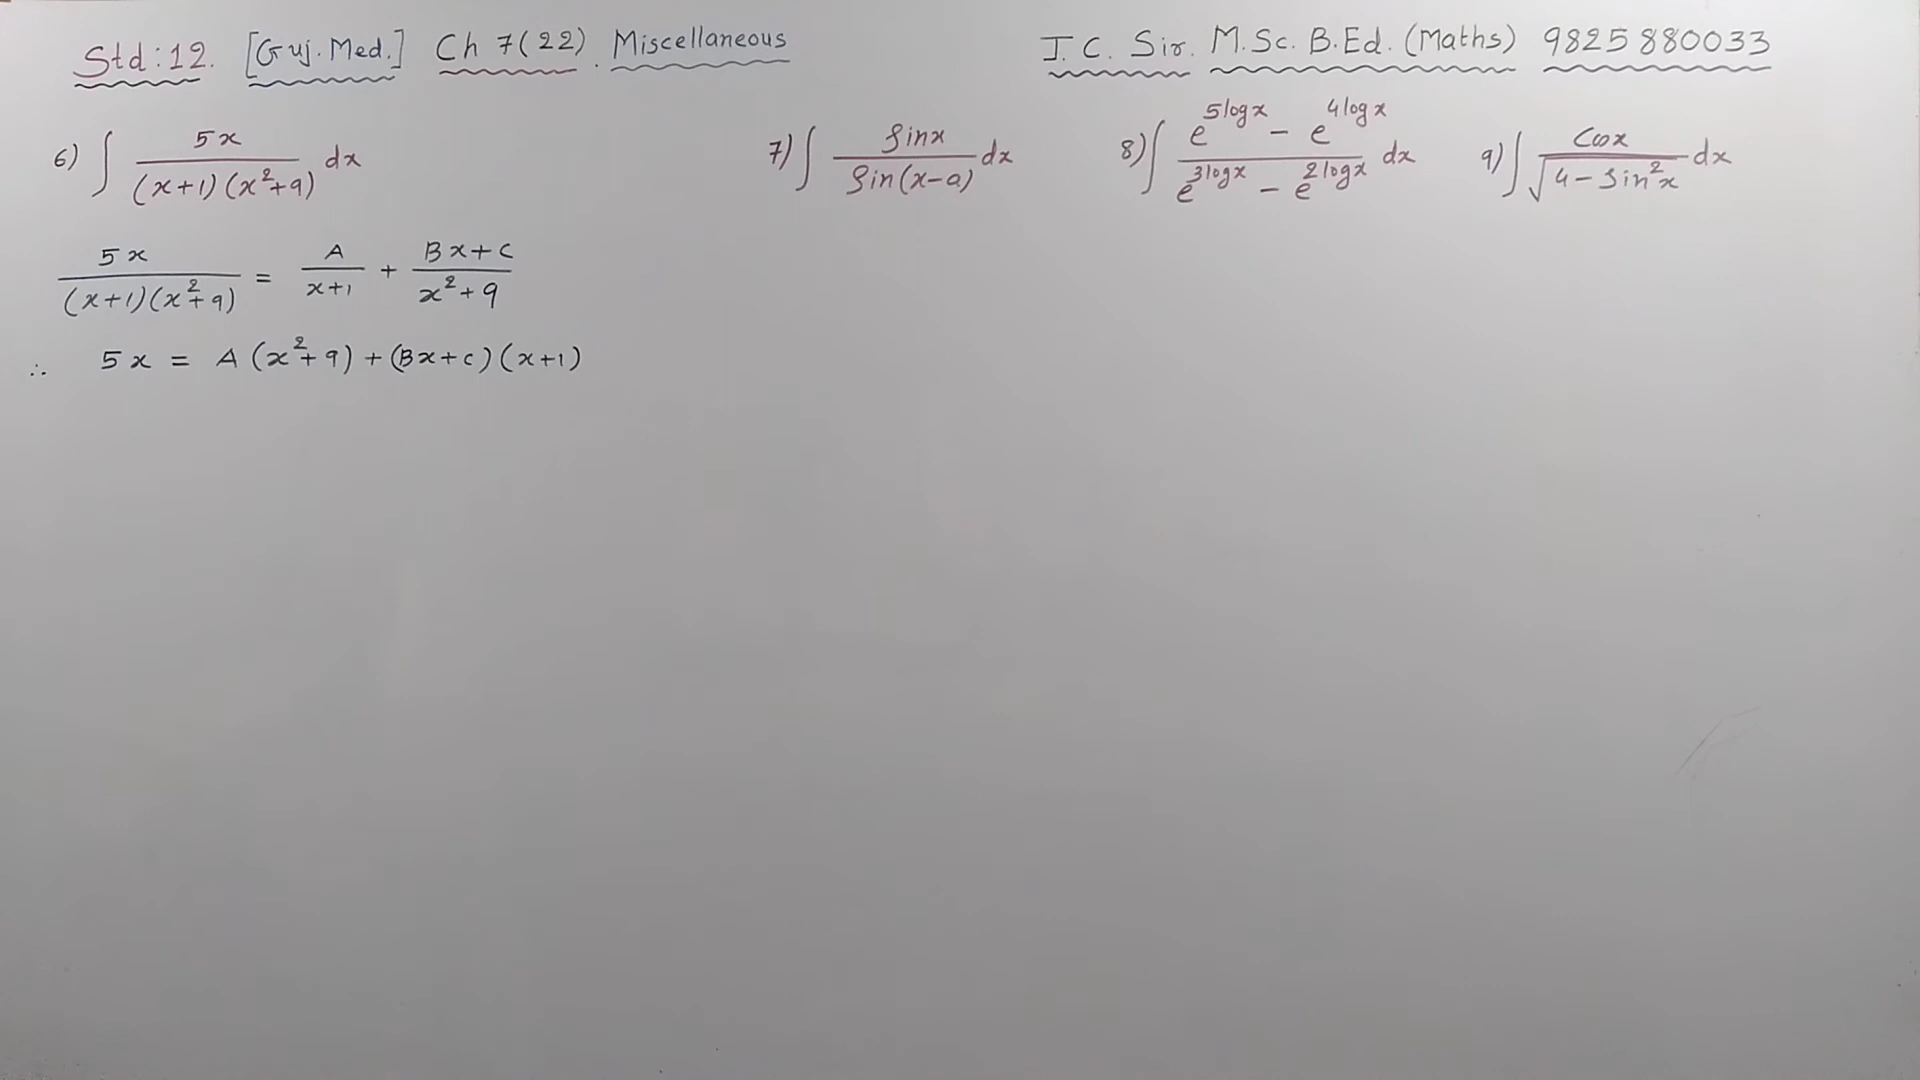 Std:12. [Guj. Med.] Ch 7(22). Miscellaneous J. C. Sir. M.Sc. B.Ed. (Maths) 9825880033
6) ∫ 5x / (x+1)(x²+9) dx
7) ∫ Sinx / Sin(x-a) dx
8) ∫ e^{5logx} - e^{4logx} / e^{3logx} - e^{2logx} dx
9) ∫ Cosx / √(4-Sin²x) dx
5x / (x+1)(x²+9) = A / x+1 + Bx+C / x²+9
∴ 5x = A(x²+9)+(Bx+C)(x+1)